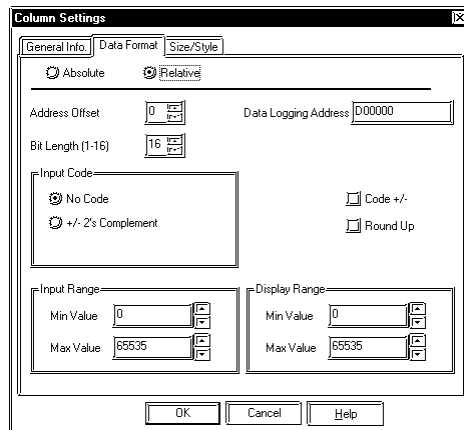 Column Settings
General Info. Data Format Size/Style
Absolute Relative
Address Offset 0 Data Logging Address D00000
Bit Length (1-16) 16
Input Code
No Code Code +/-
+/- 2's Complement Round Up
Input Range Display Range
Min Value 0 Min Value 0
Max Value 65535 Max Value 65535
OK Cancel Help